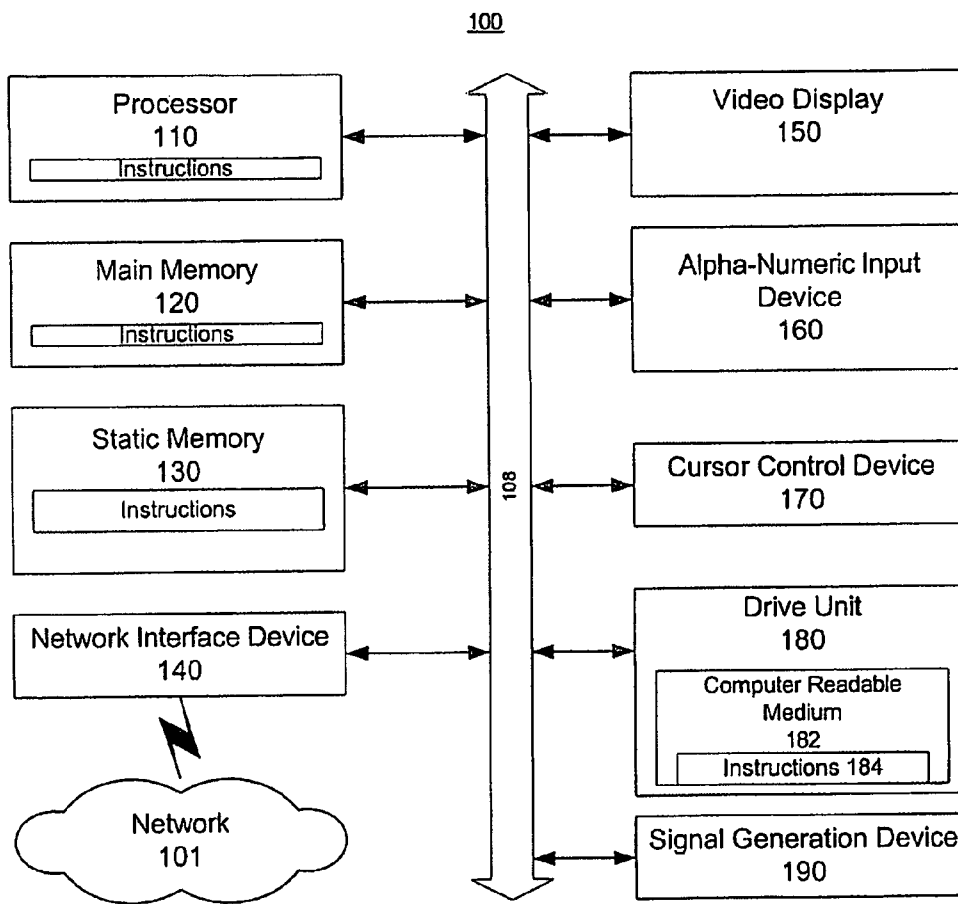 100
Processor
110
Instructions
Main Memory
120
Instructions
Static Memory
130
Instructions
Network Interface Device
140
Network
101
108
Video Display
150
Alpha-Numeric Input
Device
160
Cursor Control Device
170
Drive Unit
180
Computer Readable
Medium
182
Instructions 184
Signal Generation Device
190